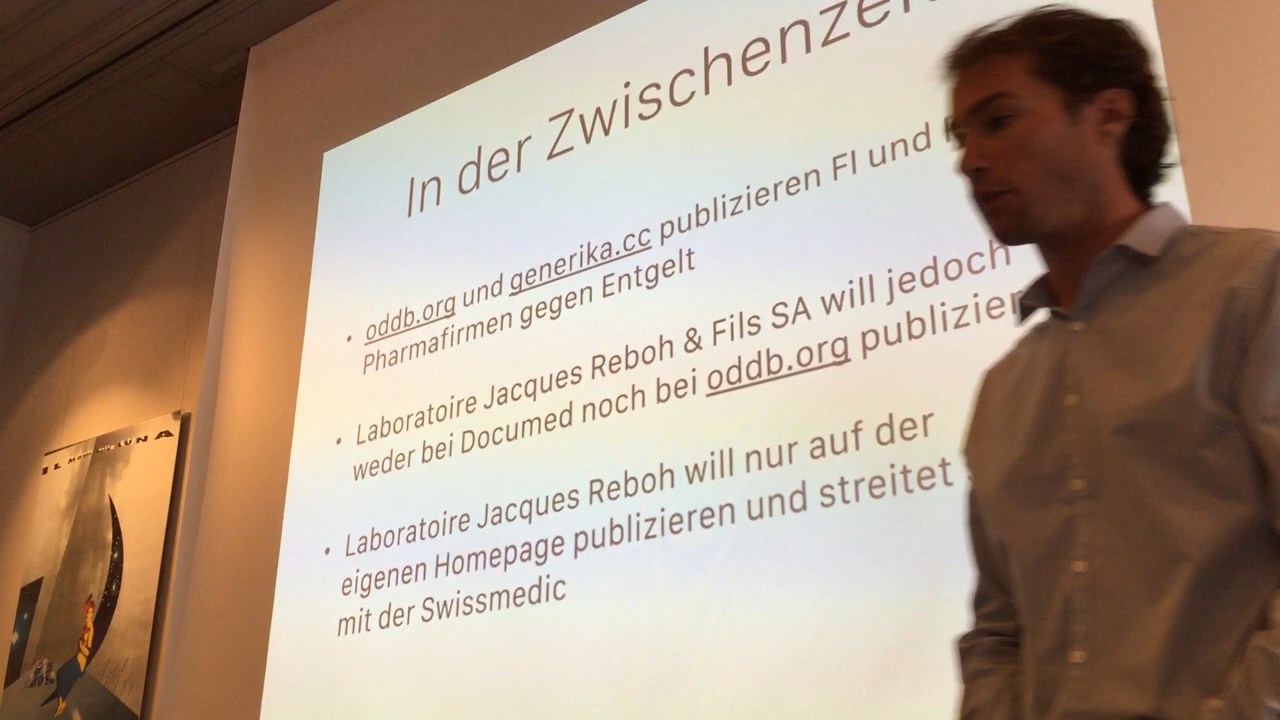 In der Zwischenzeit
• oddb.org und generika.cc publizieren FI und
Pharmafirmen gegen Entgelt
• Laboratoire Jacques Reboh & Fils SA will jedoch
weder bei Documed noch bei oddb.org publizier
• Laboratoire Jacques Reboh will nur auf der
eigenen Homepage publizieren und streitet
mit der Swissmedic
IL LUNA